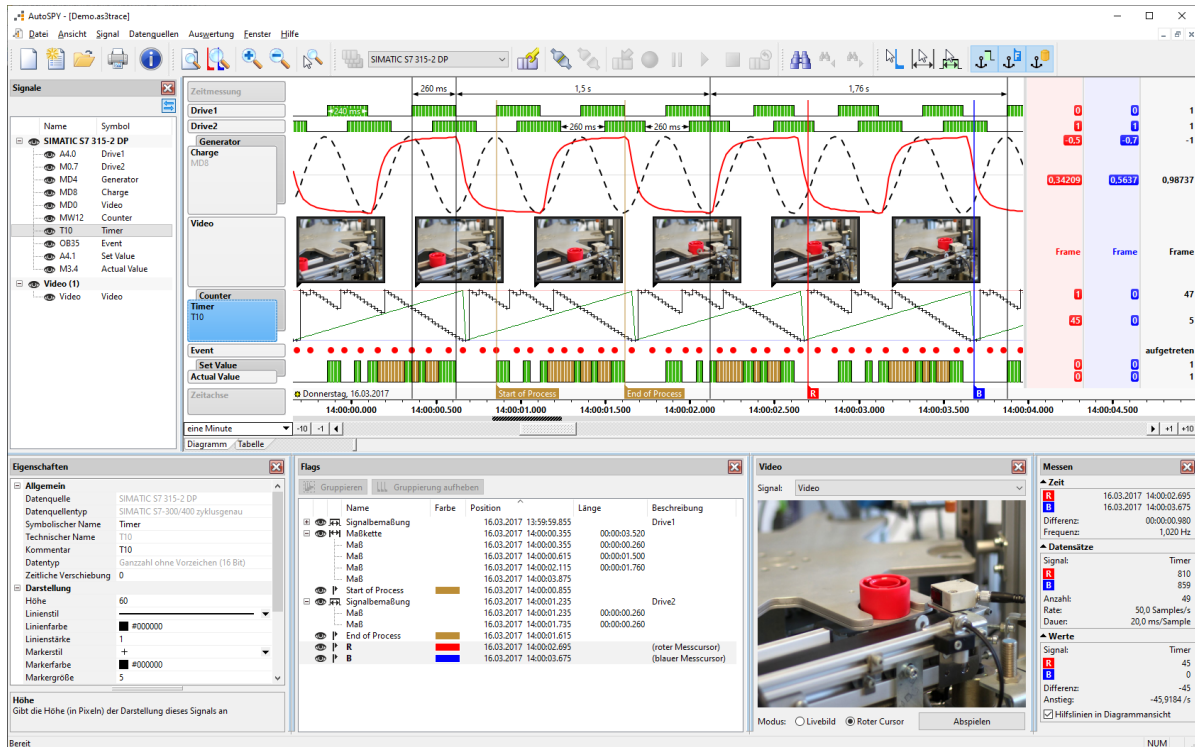 AutoSPY - [Demo.as3trace]
Datei Ansicht Signal Datenquellen Auswertung Fenster Hilfe
SIMATIC S7 315-2 DP
Signale
Name Symbol
SIMATIC S7 315-2 DP
A4.0 Drive1
M0.7 Drive2
MD4 Generator
MD8 Charge
MD0 Video
MW12 Counter
T10 Timer
OB35 Event
A4.1 Set Value
M3.4 Actual Value
Video (1)
Video Video
Zeitmessung 260 ms 1,5 s 1,76 s
Drive1 240 ms 0 0 1
Drive2 260 ms 260 ms 1 1 1
Generator -0,5 -0,7 -1
Charge
MD8 0,34209 0,5637 0,98737
Video
Frame Frame Frame
Counter 1 0 47
Timer
T10 45 0 5
Event aufgetreten
Set Value 0 0 1
Actual Value 0 0 1
Zeitachse Donnerstag, 16.03.2017 Start of Process End of Process R B
14:00:00.000 14:00:00.500 14:00:01.000 14:00:01.500 14:00:02.000 14:00:02.500 14:00:03.000 14:00:03.500 14:00:04.000 14:00:04.500
eine Minute -10 -1 +1 +10
Diagramm Tabelle
Eigenschaften
Allgemein
Datenquelle SIMATIC S7 315-2 DP
Datenquellentyp SIMATIC S7-300/400 zyklusgenau
Symbolischer Name Timer
Technischer Name T10
Kommentar T10
Datentyp Ganzzahl ohne Vorzeichen (16 Bit)
Zeitliche Verschiebung 0
Darstellung
Höhe 60
Linienstil
Linienfarbe #000000
Linienstärke 1
Markerstil +
Markerfarbe #000000
Markergröße 5
Höhe
Gibt die Höhe (in Pixeln) der Darstellung dieses Signals an
Flags
Gruppieren Gruppierung aufheben
Name Farbe Position Länge Beschreibung
Signalbemaßung 16.03.2017 13:59:59.855 Drive1
Maßkette 16.03.2017 14:00:00.355 00:00:03.520
Maß 16.03.2017 14:00:00.355 00:00:00.260
Maß 16.03.2017 14:00:00.615 00:00:01.500
Maß 16.03.2017 14:00:02.115 00:00:01.760
Maß 16.03.2017 14:00:03.875
Start of Process 16.03.2017 14:00:00.855
Signalbemaßung 16.03.2017 14:00:01.235 Drive2
Maß 16.03.2017 14:00:01.235 00:00:00.260
Maß 16.03.2017 14:00:01.735 00:00:00.260
End of Process 16.03.2017 14:00:01.615
R 16.03.2017 14:00:02.695 (roter Messcursor)
B 16.03.2017 14:00:03.675 (blauer Messcursor)
Video
Signal: Video
Modus: Livebild Roter Cursor Abspielen
Messen
Zeit
R 16.03.2017 14:00:02.695
B 16.03.2017 14:00:03.675
Differenz: 00:00:00.980
Frequenz: 1,020 Hz
Datensätze
Signal: Timer
R 810
B 859
Anzahl: 49
Rate: 50,0 Samples/s
Dauer: 20,0 ms/Sample
Werte
Signal: Timer
R 45
B 0
Differenz: -45
Anstieg: -45,9184 /s
Hilfslinien in Diagrammansicht
Bereit NUM